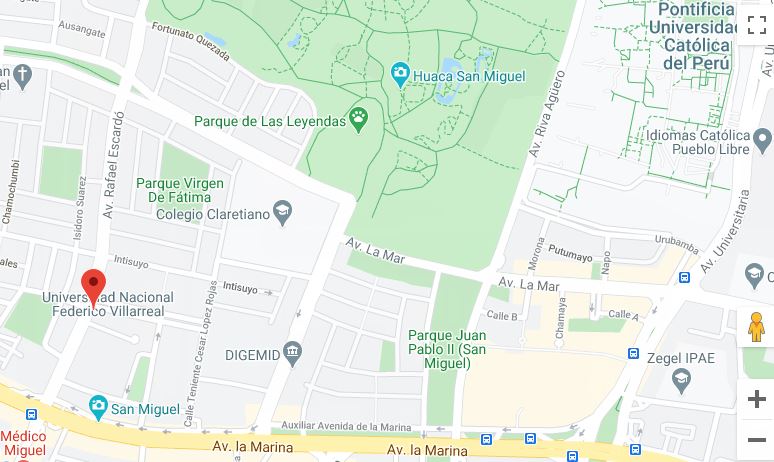 Pontificia
Universidad
Católica
del Perú
Ausangate
Fortunato Quezada
Huaca San Miguel
Av. Riva Agüero
Parque de Las Leyendas
Av. Rafael Escardó
Idiomas Católica
Pueblo Libre
Chamochumbi
Isidoro Suarez
Parque Virgen
De Fátima
Colegio Claretiano
Av. Universitaria
Av. La Mar
Morona
Putumayo
Urubamba
Napo
Intisuyo
Intisuyo
Av. La Mar
Universidad Nacional
Federico Villarreal
Calle Teniente Cesar Lopez Rojas
Calle B
Chamaya
Calle A
Parque Juan
Pablo II (San
Miguel)
DIGEMID
Zegel IPAE
San Miguel
Auxiliar Avenida de la Marina
Médico
Miguel
Av. la Marina
Av. la Marina